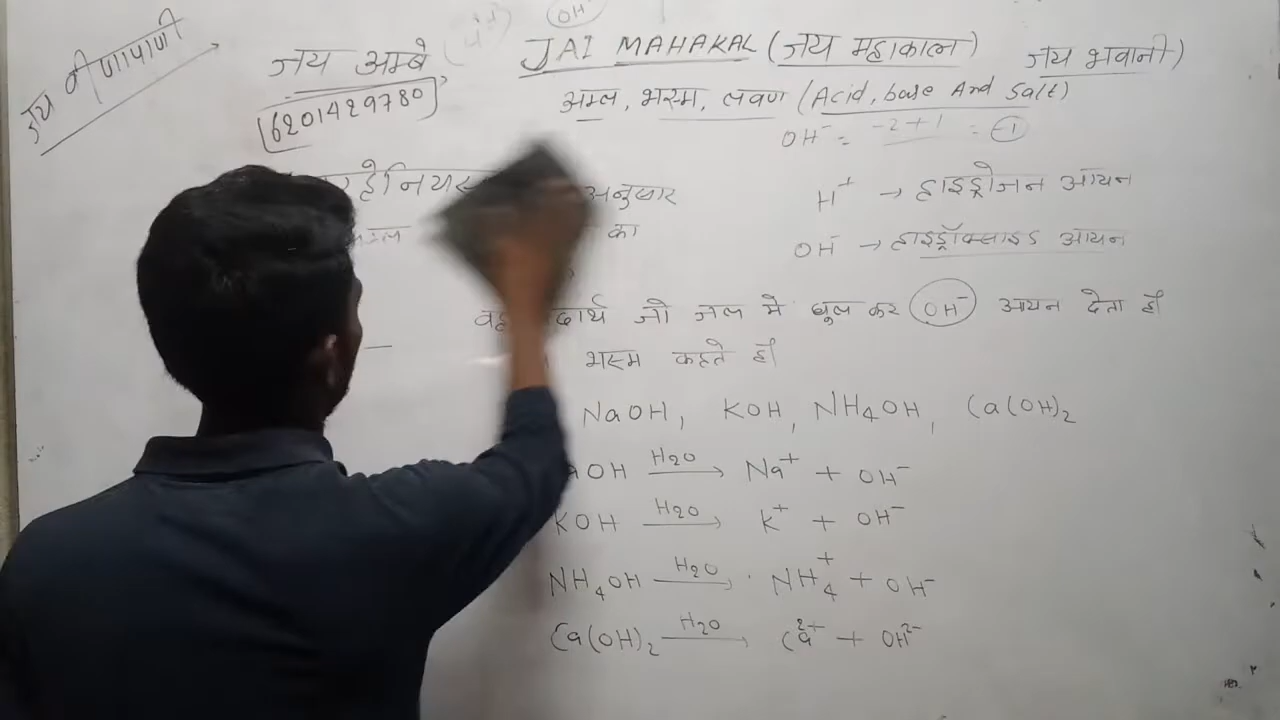 जय वीणापाणी
जय अम्बे
6201429780
OH
JAI MAHAKAL (जय महाकाल)
जय भवानी)
अम्ल, भस्म, लवण (Acid, base And Salt)
OH⁻ = -2+1 = -1
अनुसार
H⁺ → हाइड्रोजन आयन
का
OH⁻ → हाइड्रॉक्साइड आयन
जो जल मे घुल कर OH⁻ आयन देता है
भस्म कहते है
NaOH, KOH, NH₄OH, Ca(OH)₂
aOH H₂O → Na⁺ + OH⁻
KOH H₂O → K⁺ + OH⁻
NH₄OH H₂O → NH₄⁺ + OH⁻
Ca(OH)₂ H₂O → Ca²⁺ + OH²⁻